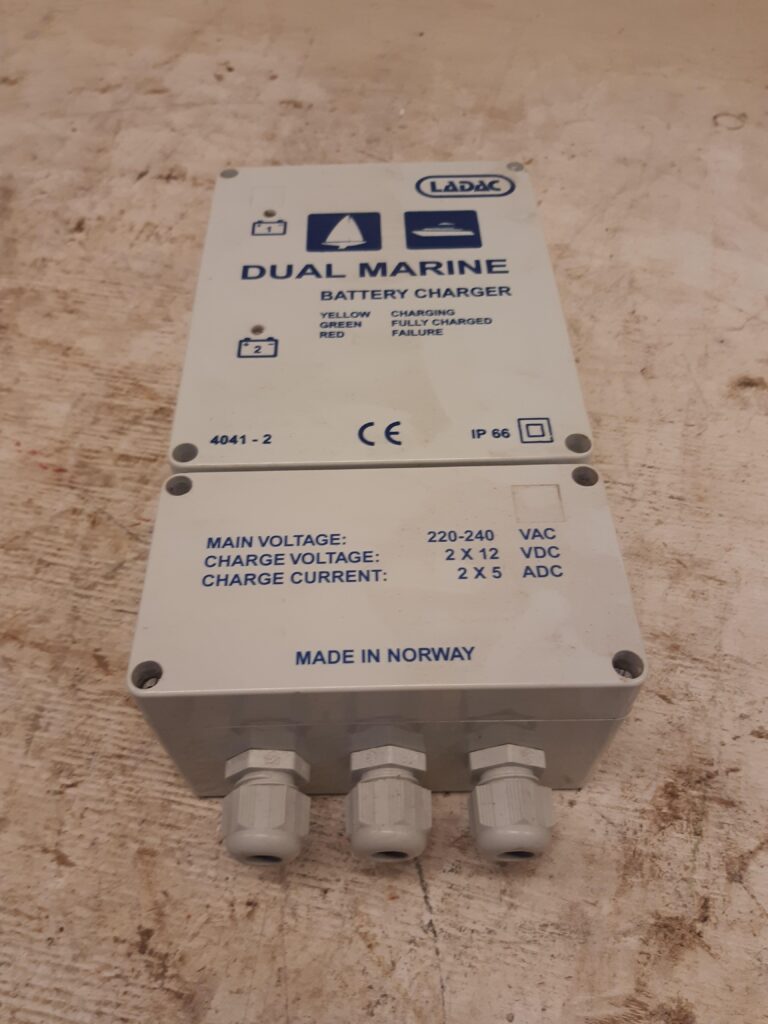 LADAC
1
DUAL MARINE
BATTERY CHARGER
YELLOW CHARGING
GREEN FULLY CHARGED
RED FAILURE
2
4041 - 2 CE IP 66
MAIN VOLTAGE: 220-240 VAC
CHARGE VOLTAGE: 2 X 12 VDC
CHARGE CURRENT: 2 X 5 ADC
MADE IN NORWAY